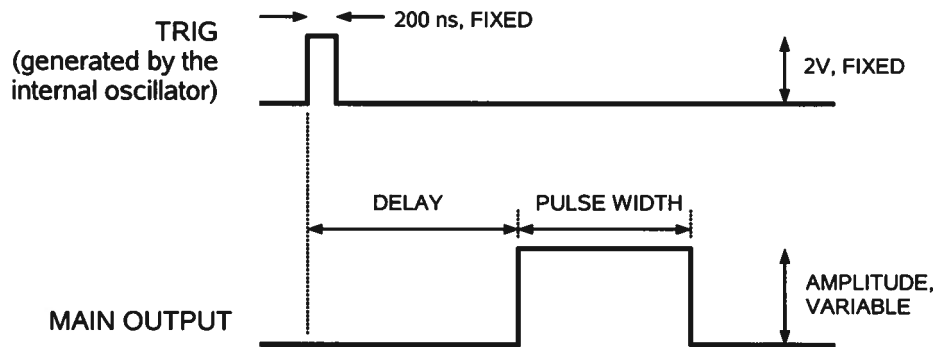 TRIG
(generated by the
internal oscillator)
200 ns, FIXED
2V, FIXED
DELAY
PULSE WIDTH
AMPLITUDE,
VARIABLE
MAIN OUTPUT